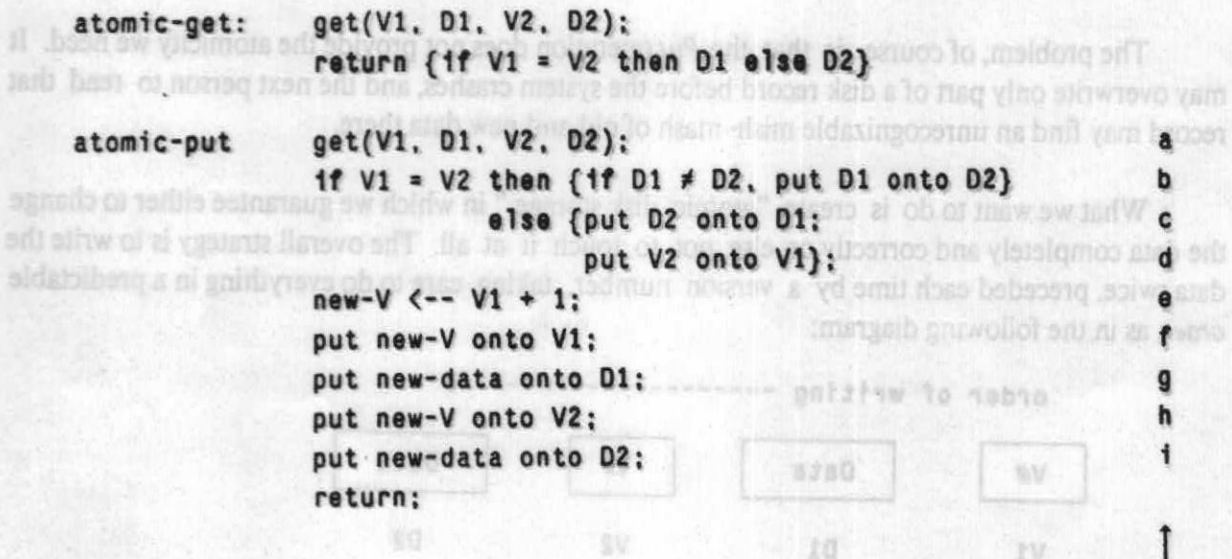 atomic-get: get(V1, D1, V2, D2);
return {if V1 = V2 then D1 else D2}
The problem, of course, is that the Put operation does not provide the atomicity we need. It
may overwrite only part of a disk record before the system crashes, and the next person to read that
record may find an unrecognizable mish-mash of old and new data there.
atomic-put get(V1, D1, V2, D2); a
if V1 = V2 then {if D1 ≠ D2, put D1 onto D2} b
What we want to do is create "atomic disk storage," in which we guarantee either to change
else {put D2 onto D1; c
the data completely and correctly or else not to touch it at all. The overall strategy is to write the
put V2 onto V1}; d
data twice, preceded each time by a version number, taking care to do everything in a predictable
new-V <-- V1 + 1; e
order, as in the following diagram:
put new-V onto V1; f
put new-data onto D1; g
order of writing
put new-V onto V2; h
put new-data onto D2; i
V# Data
return;
V1 D1 V2 D2